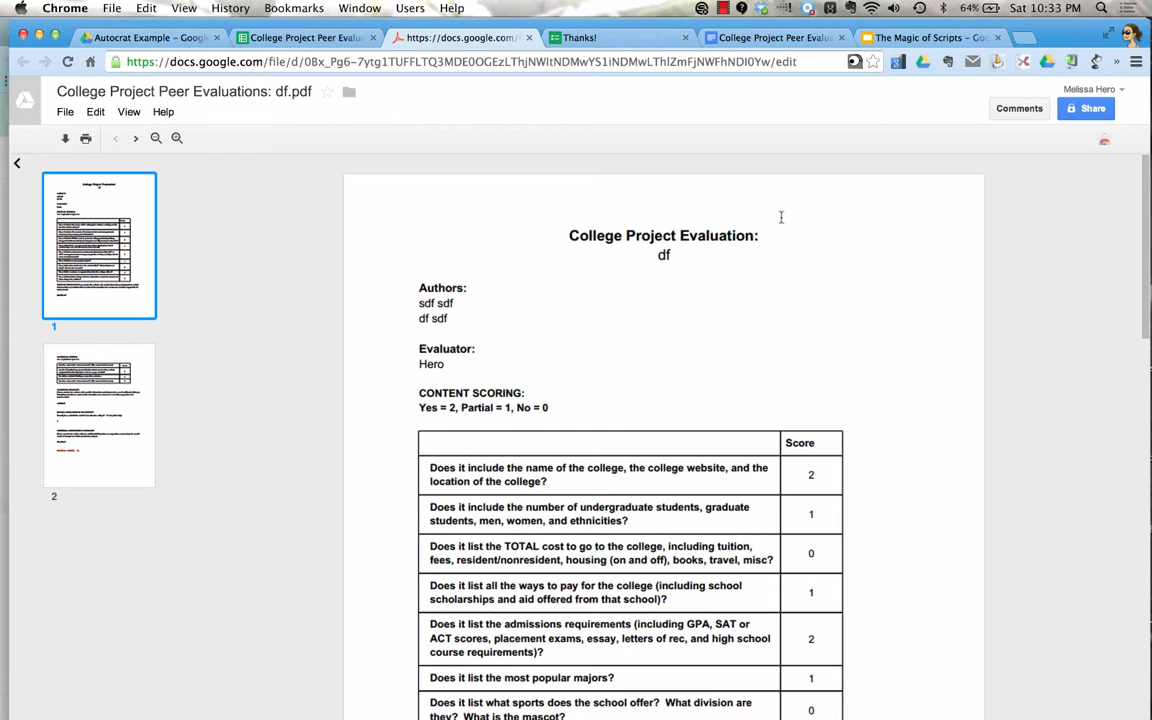 Chrome File Edit View History Bookmarks Window Users Help 64% Sat 10:33 PM
Autocrat Example – Google
College Project Peer Evalua
https://docs.google.com/
Thanks!
College Project Peer Evalua
The Magic of Scripts – Goo
https://docs.google.com/file/d/0Bx_Pg6-7ytg1TUFFLTQ3MDE0OGEzLThjNWItNDMwYS1iNDMwLThlZmFjNWFhNDI0Yw/edit
College Project Peer Evaluations: df.pdf
Melissa Hero
File Edit View Help
Comments
Share
College Project Evaluation:
df
Authors:
sdf sdf
df sdf
Evaluator:
Hero
CONTENT SCORING:
Yes = 2, Partial = 1, No = 0
Score
Does it include the name of the college, the college website, and the
location of the college?
2
Does it include the number of undergraduate students, graduate
students, men, women, and ethnicities?
1
Does it list the TOTAL cost to go to the college, including tuition,
fees, resident/nonresident, housing (on and off), books, travel, misc?
0
Does it list all the ways to pay for the college (including school
scholarships and aid offered from that school)?
1
Does it list the admissions requirements (including GPA, SAT or
ACT scores, placement exams, essay, letters of rec, and high school
course requirements)?
2
Does it list the most popular majors?
1
Does it list what sports does the school offer? What division are
they? What is the mascot?
0
1
2